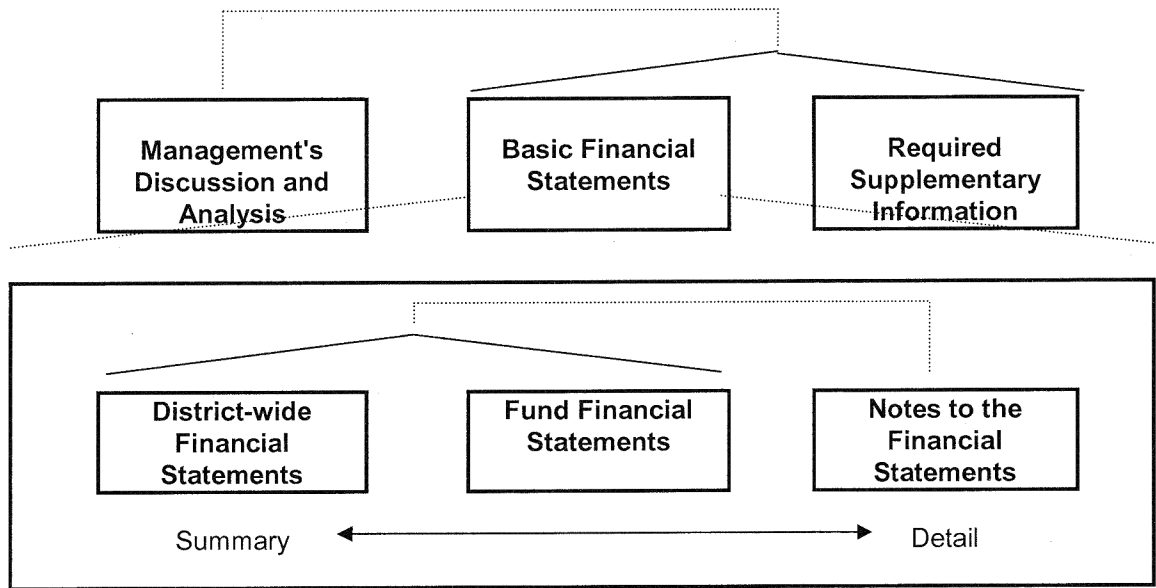 Management's
Discussion and
Analysis
Basic Financial
Statements
Required
Supplementary
Information
District-wide
Financial
Statements
Fund Financial
Statements
Notes to the
Financial
Statements
Summary
Detail